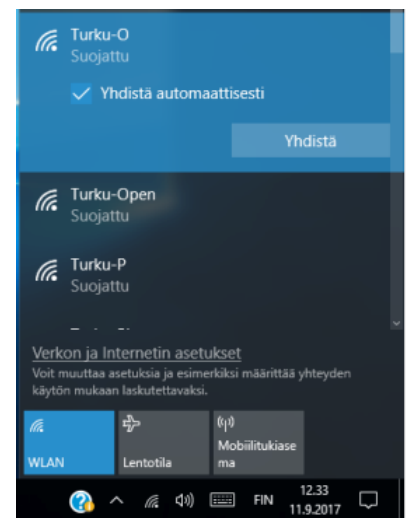 Turku-O
Suojattu
Yhdistä automaattisesti
Yhdistä
Turku-Open
Suojattu
Turku-P
Suojattu
Verkon ja Internetin asetukset
Voit muuttaa asetuksia ja esimerkiksi määrittää yhteyden
käytön mukaan laskutettavaksi.
WLAN
Lentotila
Mobiilitukiase
ma
FIN
12.33
11.9.2017